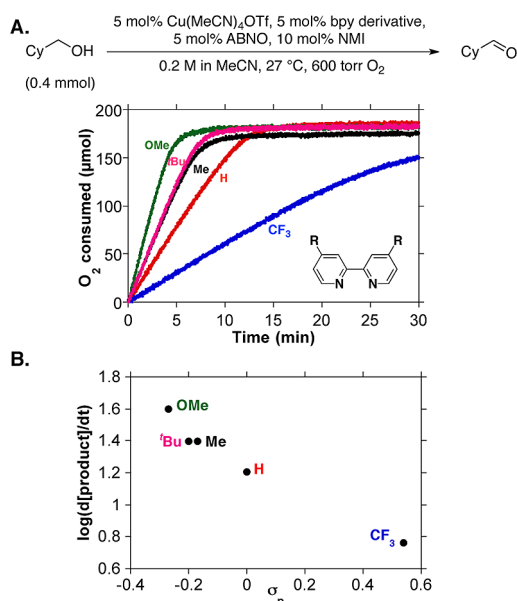 A.
5 mol% Cu(MeCN)4OTf, 5 mol% bpy derivative,
5 mol% ABNO, 10 mol% NMI
Cy OH
Cy O
0.2 M in MeCN, 27 °C, 600 torr O2
(0.4 mmol)
O2 consumed (µmol)
200
150
100
50
0
OMe
tBu
Me
H
CF3
R R
N N
0 5 10 15 20 25 30
Time (min)
B.
log(d[product]/dt)
1.8
1.6
1.4
1.2
1
0.8
0.6
OMe
tBu Me
H
CF3
-0.4 -0.2 0 0.2 0.4 0.6
σp